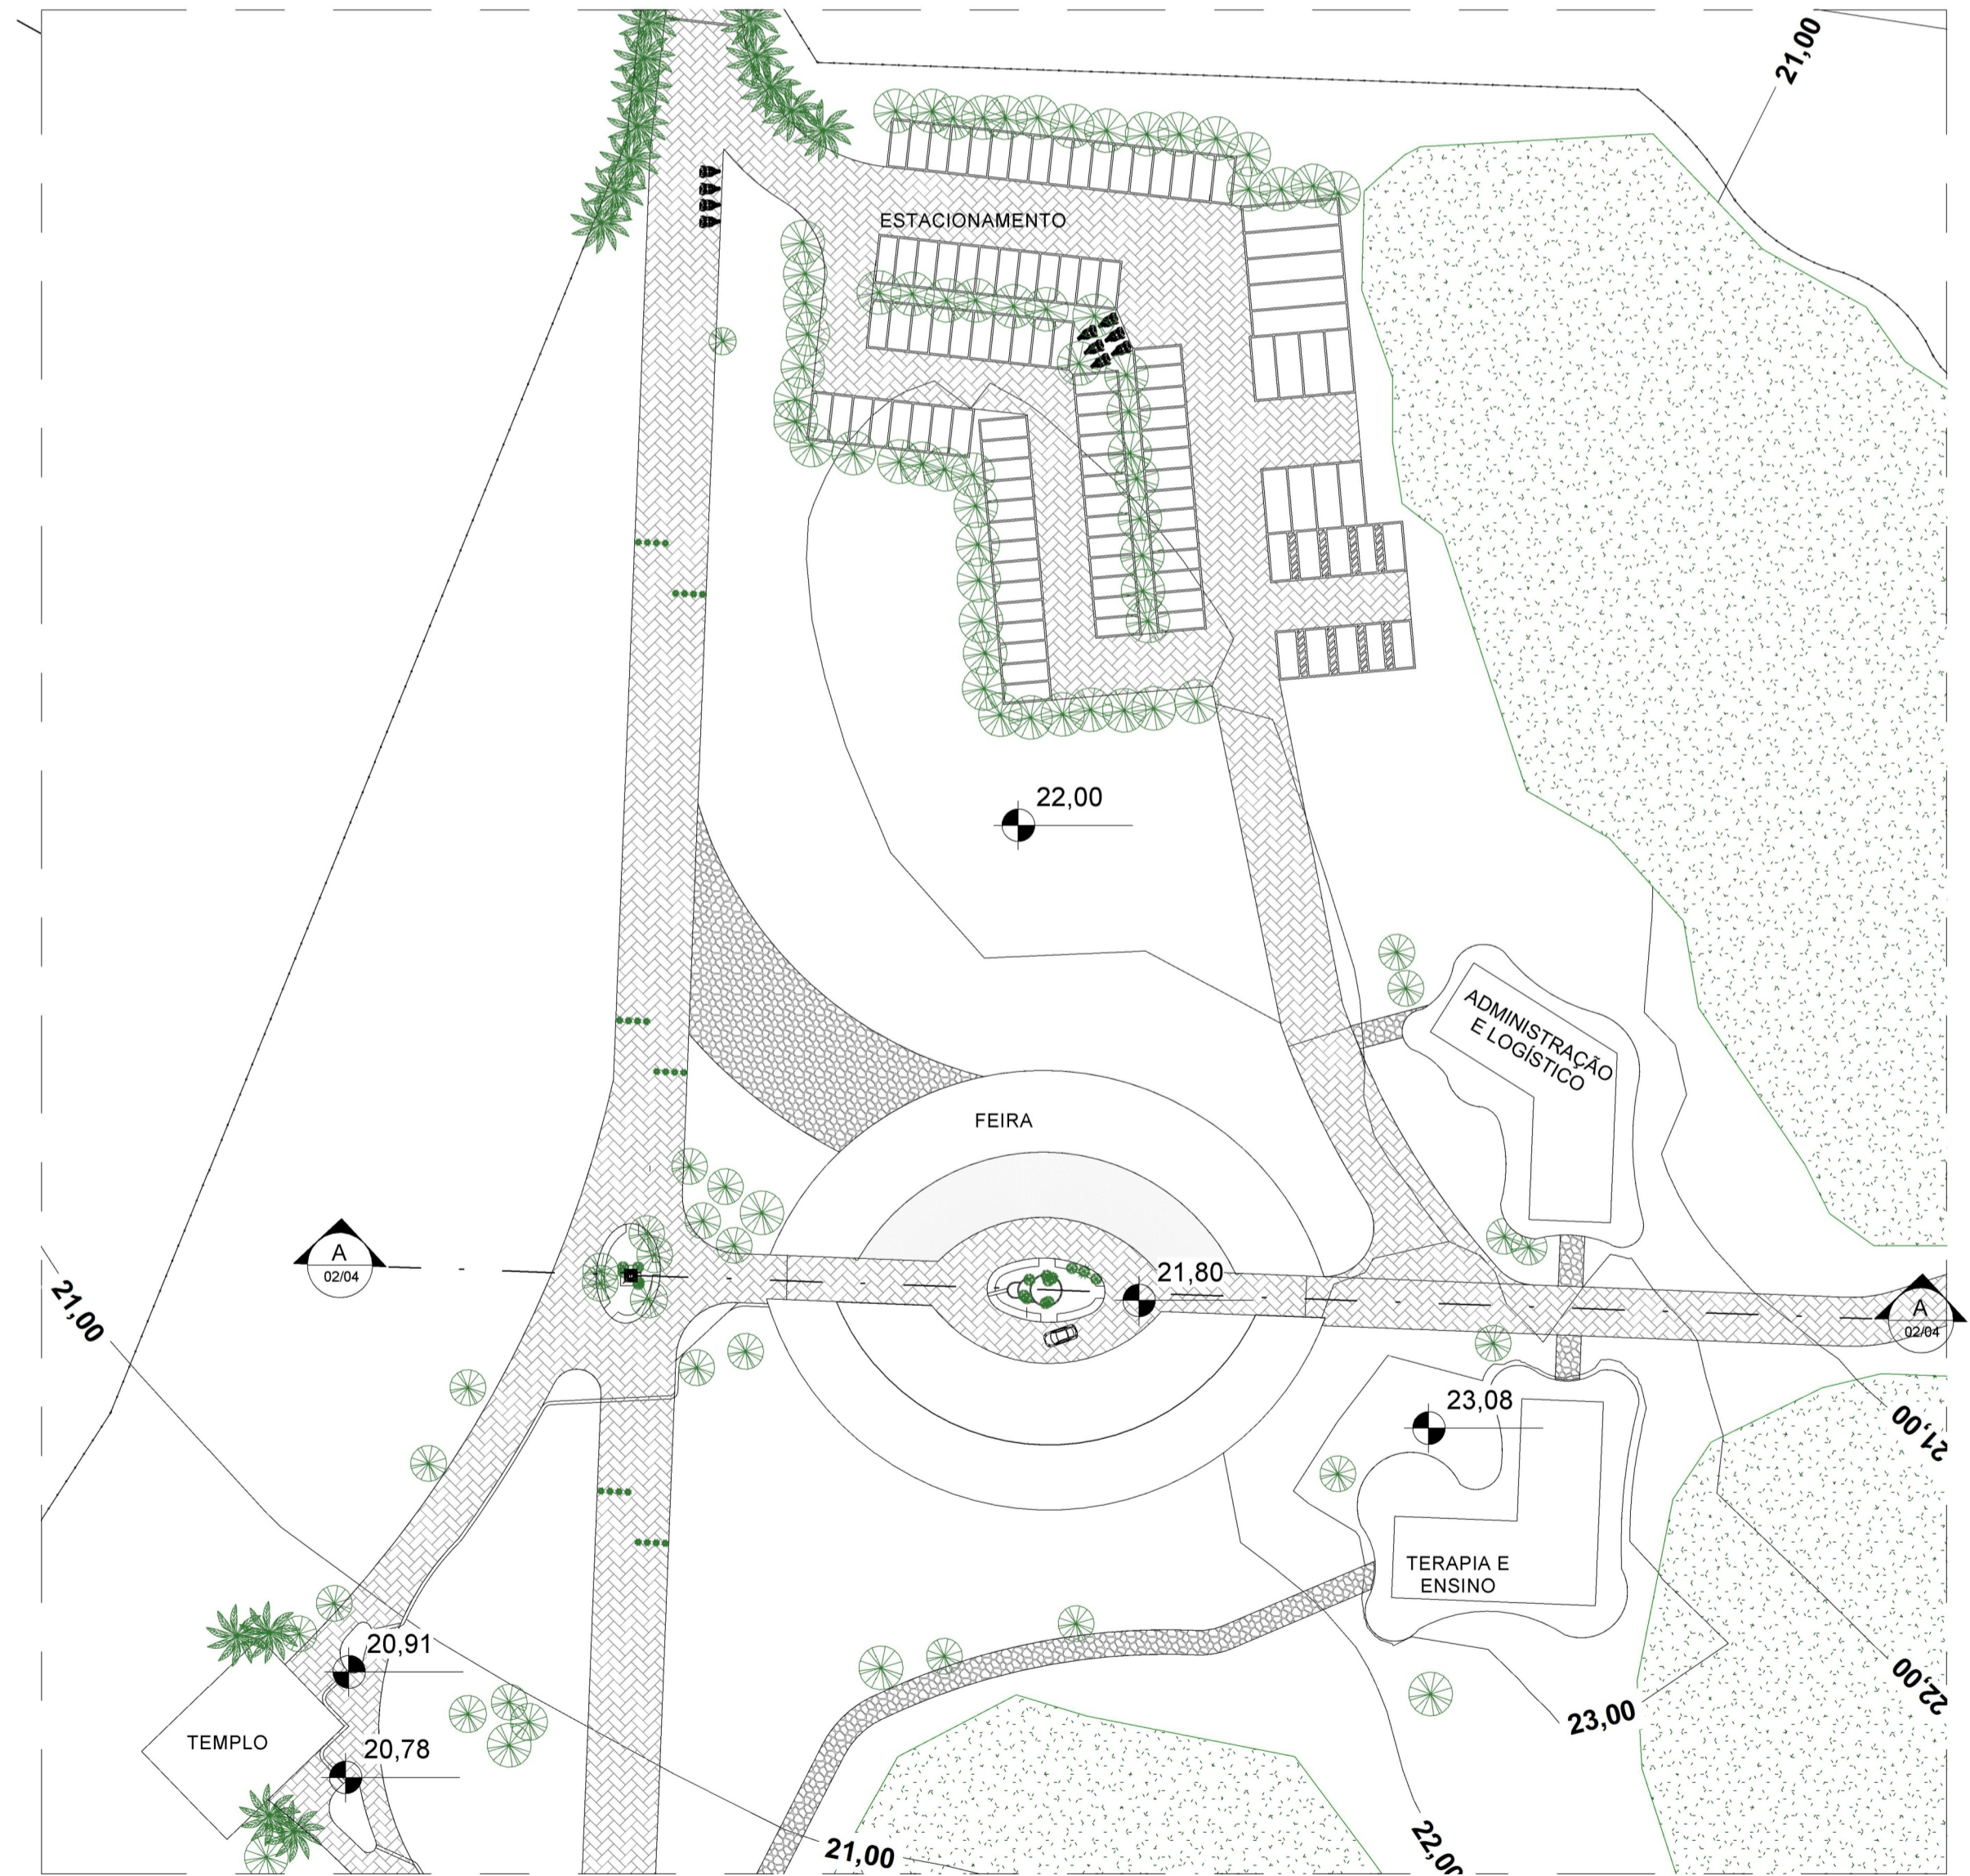 21,00
ESTACIONAMENTO
22,00
ADMINISTRAÇÃO
E LOGÍSTICO
FEIRA
A
02/04
21,80
A
02/04
21,00
23,08
21,00
TERAPIA E
ENSINO
20,91
22,00
23,00
TEMPLO
20,78
21,00
22,00